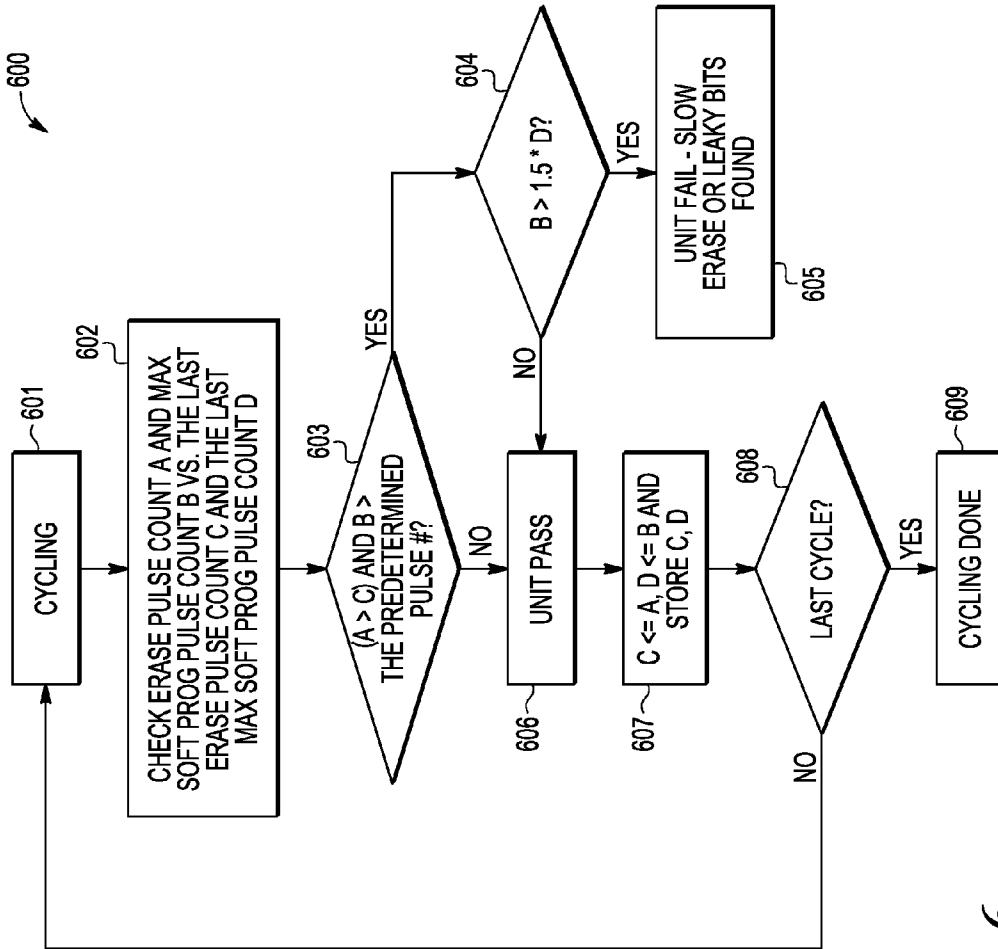 600
601
CYCLING
602
CHECK ERASE PULSE COUNT A AND MAX
SOFT PROG PULSE COUNT B VS. THE LAST
ERASE PULSE COUNT C AND THE LAST
MAX SOFT PROG PULSE COUNT D
603
(A > C) AND B >
THE PREDETERMINED
PULSE #?
YES
NO
604
B > 1.5 * D?
YES
NO
UNIT FAIL - SLOW
ERASE OR LEAKY BITS
FOUND
605
UNIT PASS
606
C <= A, D <= B AND
STORE C, D
607
608
LAST CYCLE?
NO
YES
609
CYCLING DONE